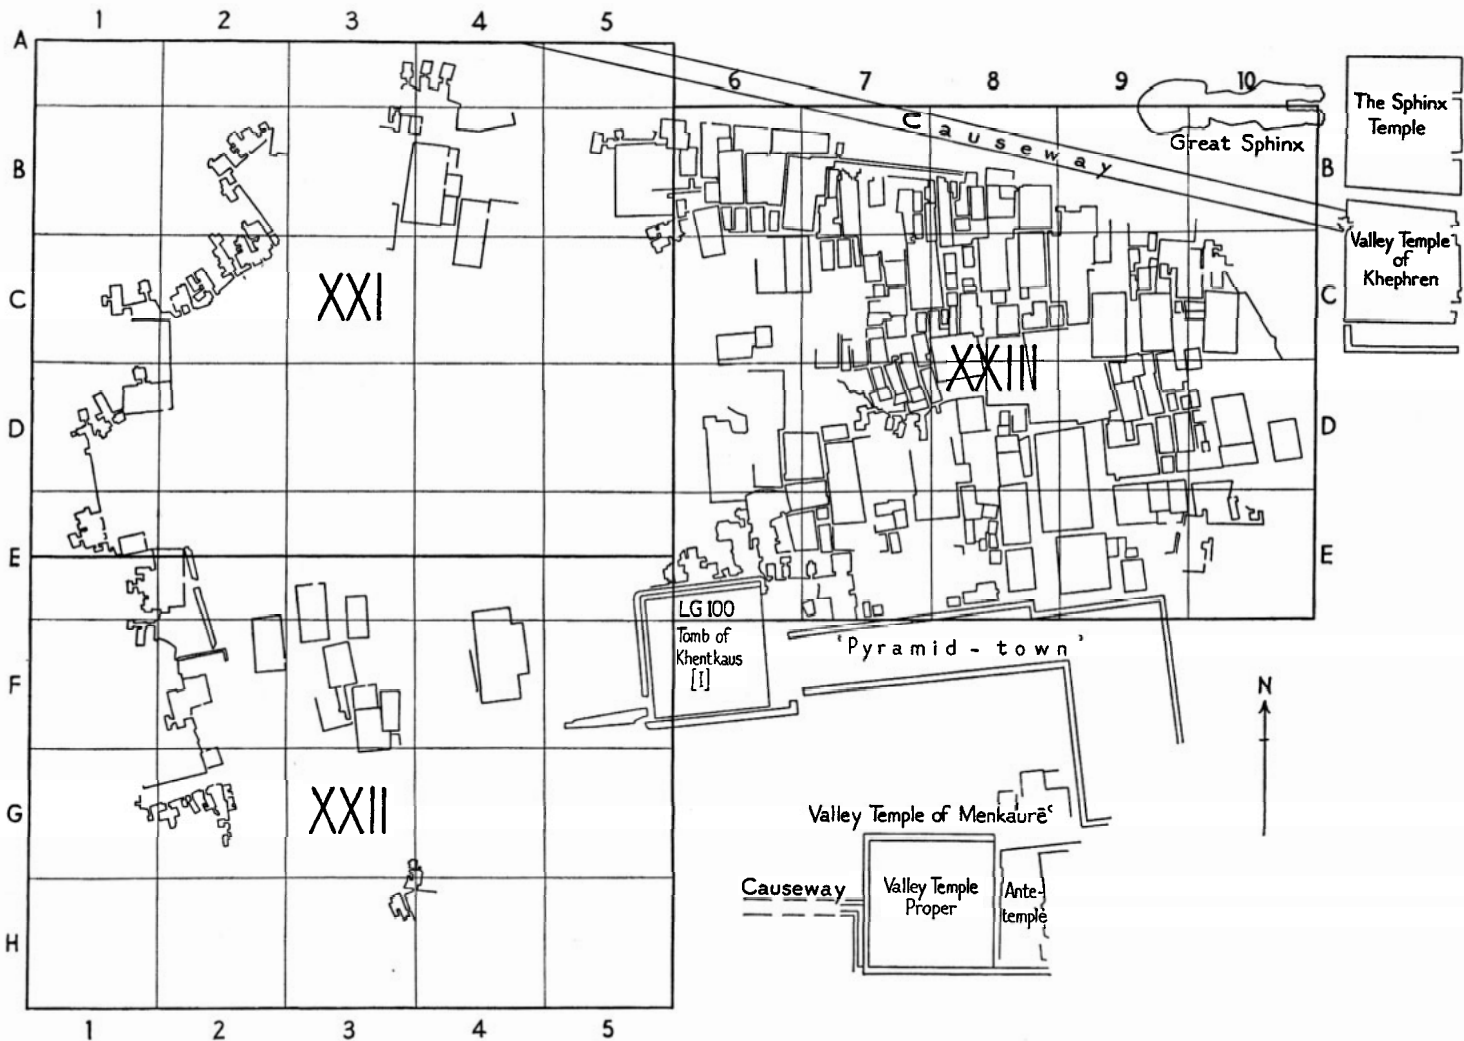 1 2 3 4 5
A
6 7 8 9 10
Causeway
Great Sphinx
The Sphinx
Temple
B B
Valley Temple
of
Khephren
C XXI C
XXIII
D D
E E
LG 100
Tomb of
Khentkaus
[I]
'Pyramid - town'
F
N
G XXII
Valley Temple of Menkaurēʿ
Causeway
Valley Temple
Proper
Ante-
temple
H
1 2 3 4 5